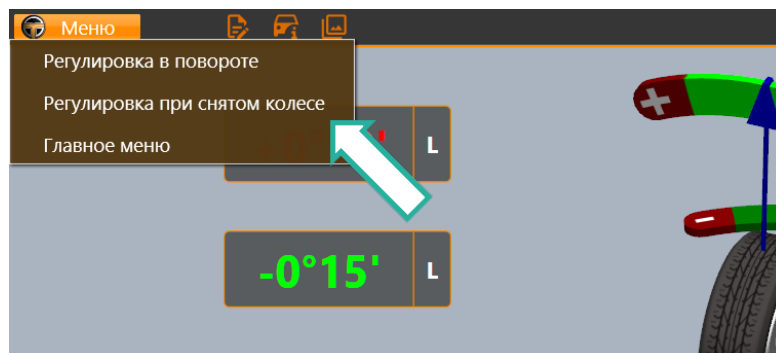 Меню
Регулировка в повороте
Регулировка при снятом колесе
Главное меню
L
-0°15'
L